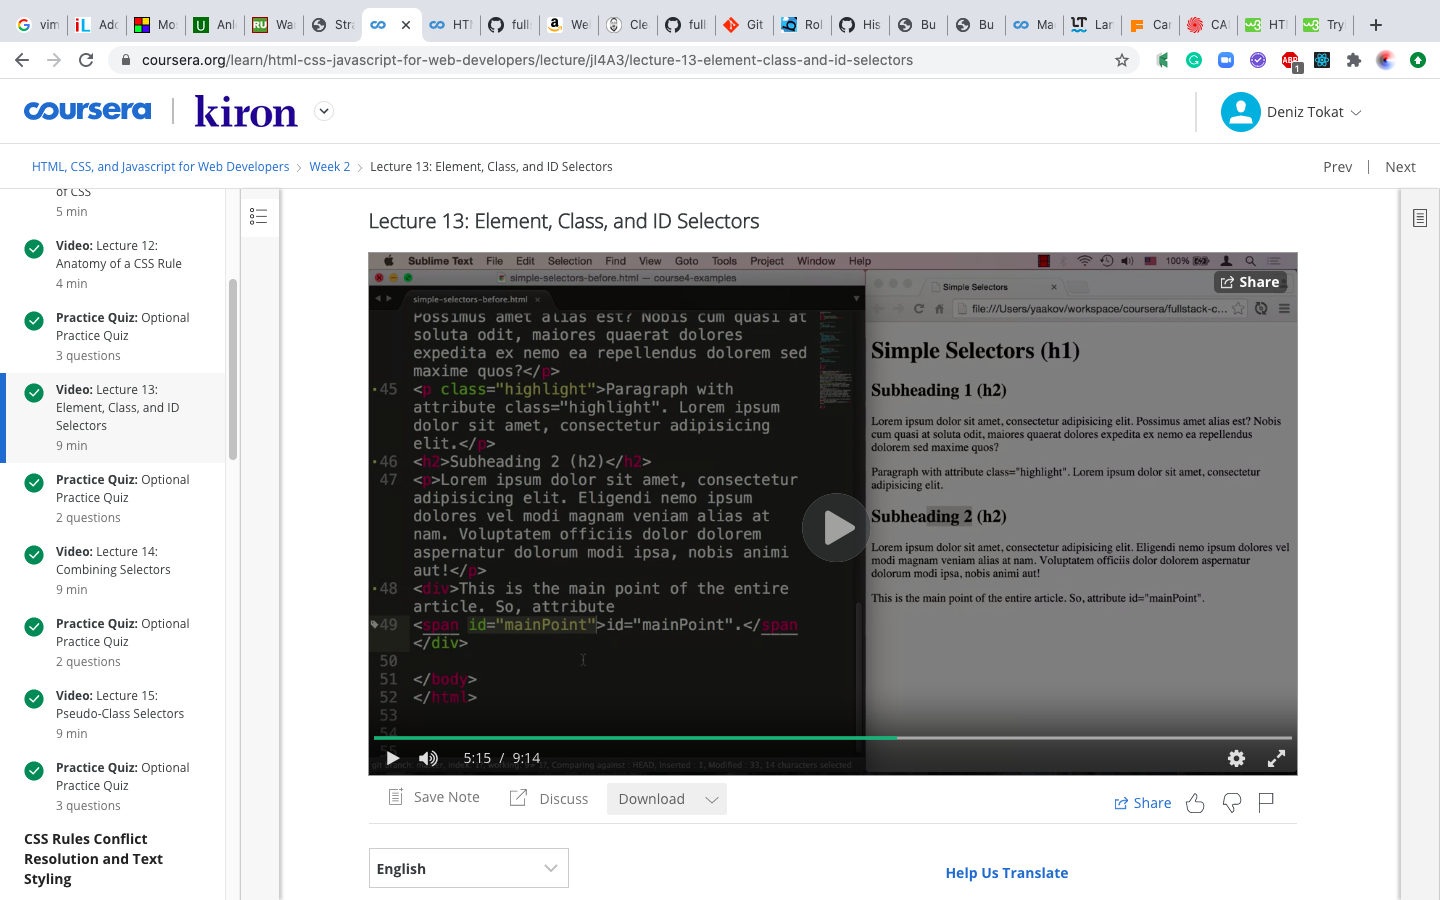 vim
Add
Mo:
Anl
War
Stra
HTM
full:
We
Cle
full
Git
Rol
His
Bu
Bu
Ma
Lar
Car
CA
HTI
Try
coursera.org/learn/html-css-javascript-for-web-developers/lecture/jI4A3/lecture-13-element-class-and-id-selectors
ABP
1
coursera
kiron
Deniz Tokat
HTML, CSS, and Javascript for Web Developers > Week 2 > Lecture 13: Element, Class, and ID Selectors
Prev | Next
of CSS
5 min
Video: Lecture 12:
Anatomy of a CSS Rule
4 min
Practice Quiz: Optional
Practice Quiz
3 questions
Video: Lecture 13:
Element, Class, and ID
Selectors
9 min
Practice Quiz: Optional
Practice Quiz
2 questions
Video: Lecture 14:
Combining Selectors
9 min
Practice Quiz: Optional
Practice Quiz
2 questions
Video: Lecture 15:
Pseudo-Class Selectors
9 min
Practice Quiz: Optional
Practice Quiz
3 questions
CSS Rules Conflict
Resolution and Text
Styling
Lecture 13: Element, Class, and ID Selectors
Sublime Text File Edit Selection Find View Goto Tools Project Window Help
100%
simple-selectors-before.html — course4-examples
simple-selectors-before.html
Possimus amet alias est? Nobis cum quasi at
soluta odit, maiores quaerat dolores
expedita ex nemo ea repellendus dolorem sed
maxime quos?</p>
45 <p class="highlight">Paragraph with
attribute class="highlight". Lorem ipsum
dolor sit amet, consectetur adipisicing
elit.</p>
46 <h2>Subheading 2 (h2)</h2>
47 <p>Lorem ipsum dolor sit amet, consectetur
adipisicing elit. Eligendi nemo ipsum
dolores vel modi magnam veniam alias at
nam. Voluptatem officiis dolor dolorem
aspernatur dolorum modi ipsa, nobis animi
aut!</p>
48 <div>This is the main point of the entire
article. So, attribute
49 <span id="mainPoint">id="mainPoint".</span>
</div>
50
51 </body>
52 </html>
53
54
Simple Selectors
Share
file:///Users/yaakov/workspace/coursera/fullstack-c...
Simple Selectors (h1)
Subheading 1 (h2)
Lorem ipsum dolor sit amet, consectetur adipisicing elit. Possimus amet alias est? Nobis
cum quasi at soluta odit, maiores quaerat dolores expedita ex nemo ea repellendus
dolorem sed maxime quos?
Paragraph with attribute class="highlight". Lorem ipsum dolor sit amet, consectetur
adipisicing elit.
Subheading 2 (h2)
Lorem ipsum dolor sit amet, consectetur adipisicing elit. Eligendi nemo ipsum dolores vel
modi magnam veniam alias at nam. Voluptatem officiis dolor dolorem aspernatur
dolorum modi ipsa, nobis animi aut!
This is the main point of the entire article. So, attribute id="mainPoint".
5:15 / 9:14
Comparing against : HEAD, Inserted : 1, Modified : 33, 14 characters selected
Save Note
Discuss
Download
Share
English
Help Us Translate